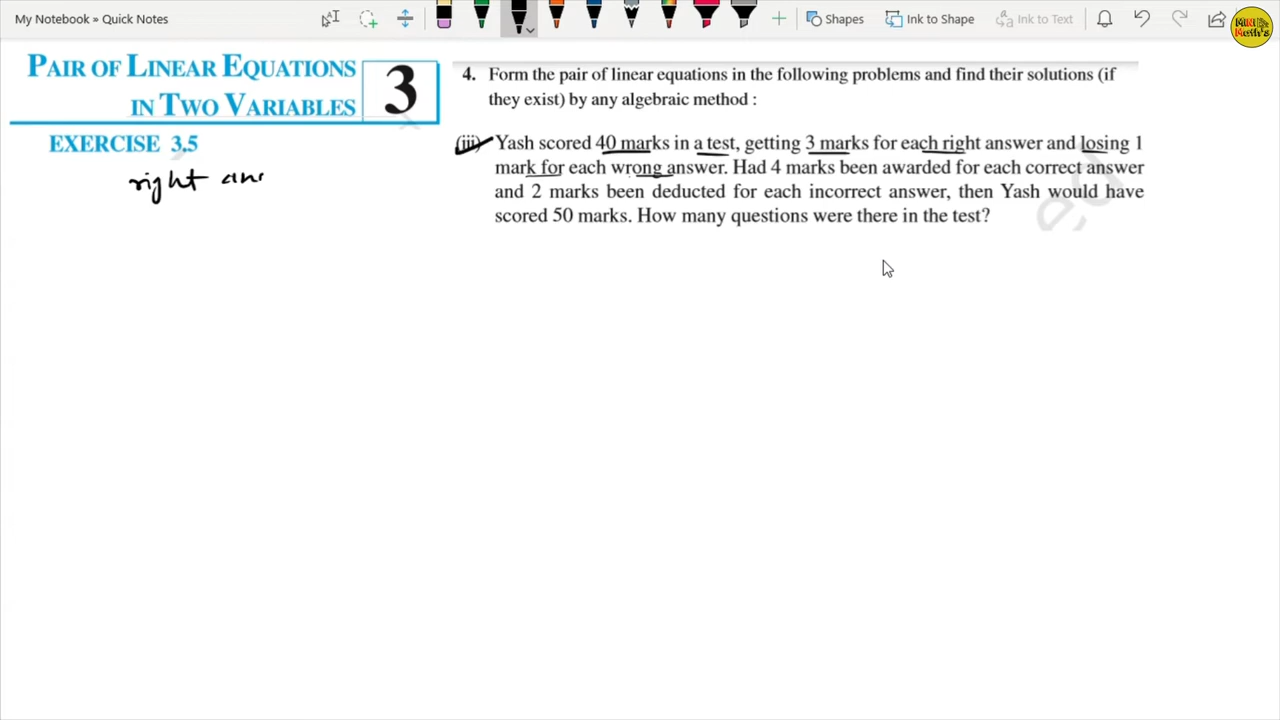 My Notebook » Quick Notes
Shapes
Ink to Shape
Ink to Text
PAIR OF LINEAR EQUATIONS
IN TWO VARIABLES
3
EXERCISE 3.5
right an
4. Form the pair of linear equations in the following problems and find their solutions (if
they exist) by any algebraic method :
(iii) Yash scored 40 marks in a test, getting 3 marks for each right answer and losing 1
mark for each wrong answer. Had 4 marks been awarded for each correct answer
and 2 marks been deducted for each incorrect answer, then Yash would have
scored 50 marks. How many questions were there in the test?
ed